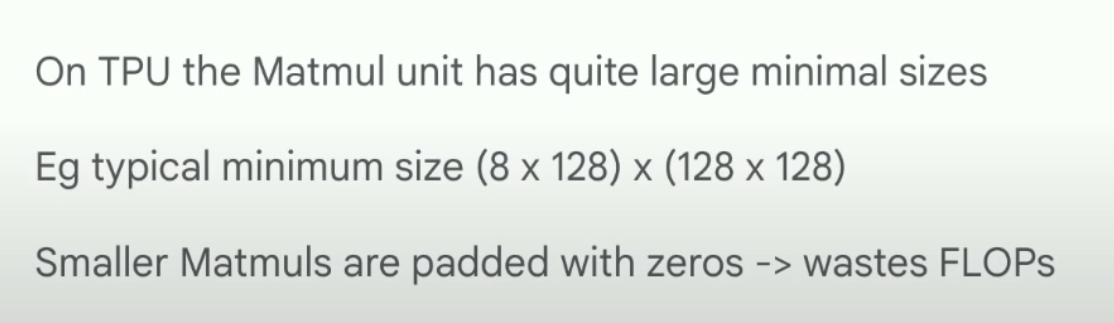 On TPU the Matmul unit has quite large minimal sizes
Eg typical minimum size (8 x 128) x (128 x 128)
Smaller Matmuls are padded with zeros -> wastes FLOPs